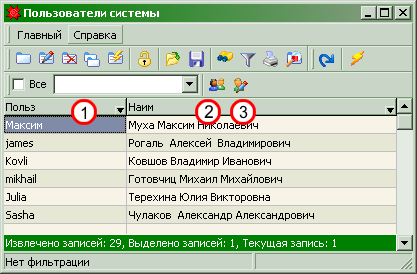 Пользователи системы
Главный Справка
Все
Польз Наим
1 2 3
Максим Муха Максим Николаевич
james Рогаль Алексей Владимирович
Kovli Ковшов Владимир Иванович
mikhail Готовчиц Михаил Михайлович
Julia Терехина Юлия Викторовна
Sasha Чулаков Александр Александрович
Извлечено записей: 29, Выделено записей: 1, Текущая запись: 1
Нет фильтрации